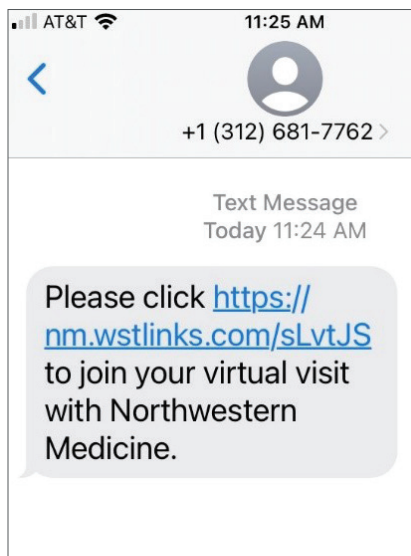 AT&T 11:25 AM
+1 (312) 681-7762
Text Message
Today 11:24 AM
Please click https://
nm.wstlinks.com/sLvtJS
to join your virtual visit
with Northwestern
Medicine.